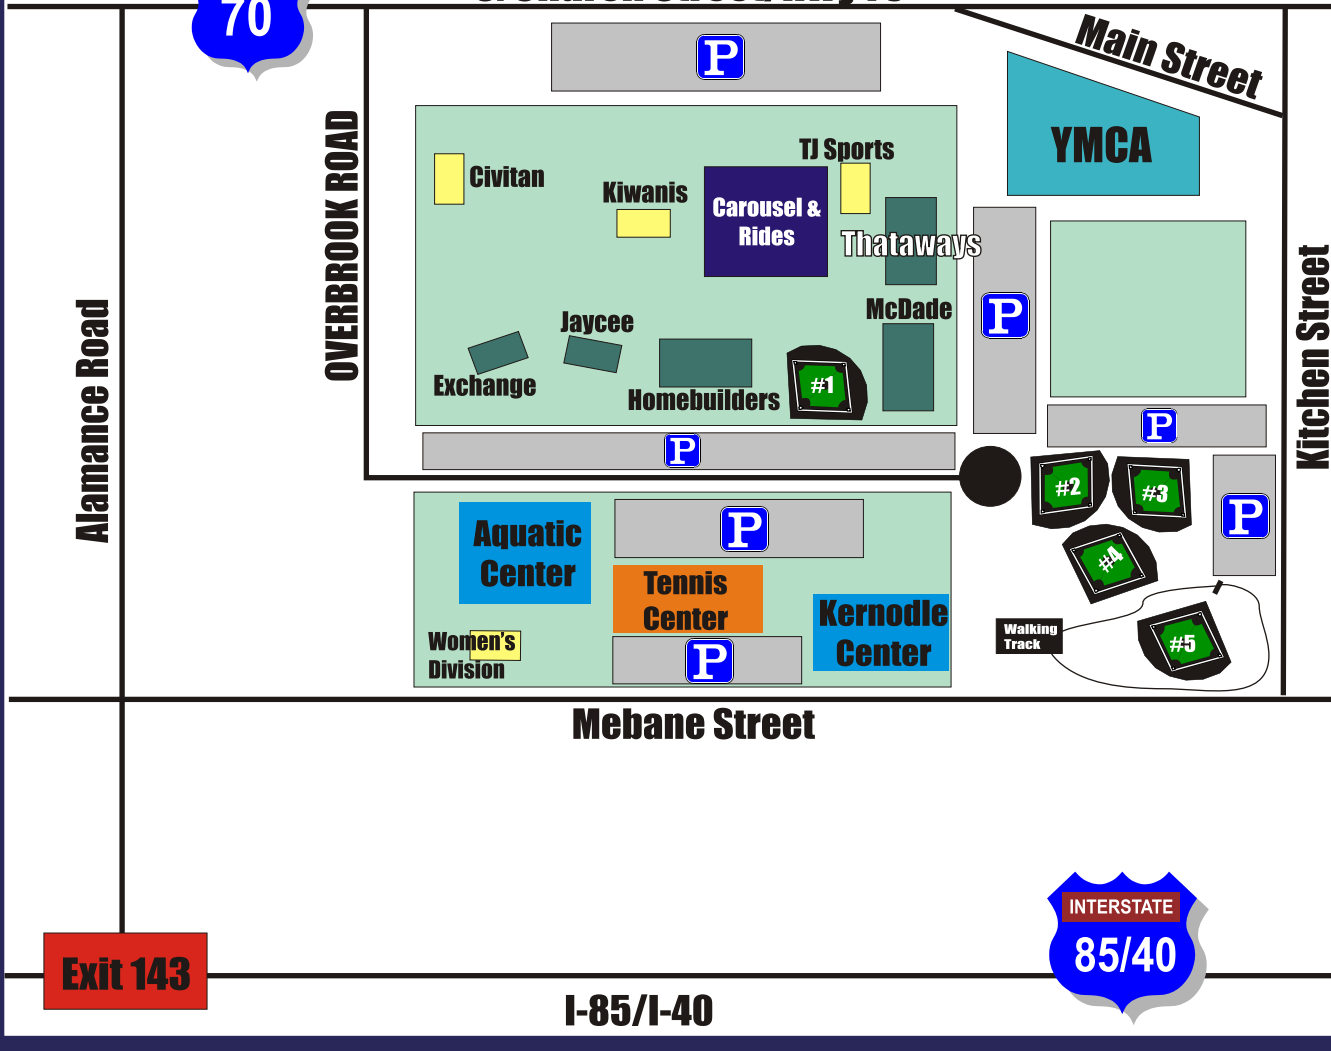 70
Main Street
P
OVERBROOK ROAD
TJ Sports
YMCA
Civitan
Kiwanis
Carousel &
Rides
Thataways
Alamance Road
Kitchen Street
McDade
P
Jaycee
Exchange
#1
Homebuilders
P
P
#2
#3
Aquatic
Center
P
P
#4
Tennis
Center
Kernodle
Center
Women's
Division
P
Walking
Track
#5
Mebane Street
INTERSTATE
85/40
Exit 143
I-85/I-40